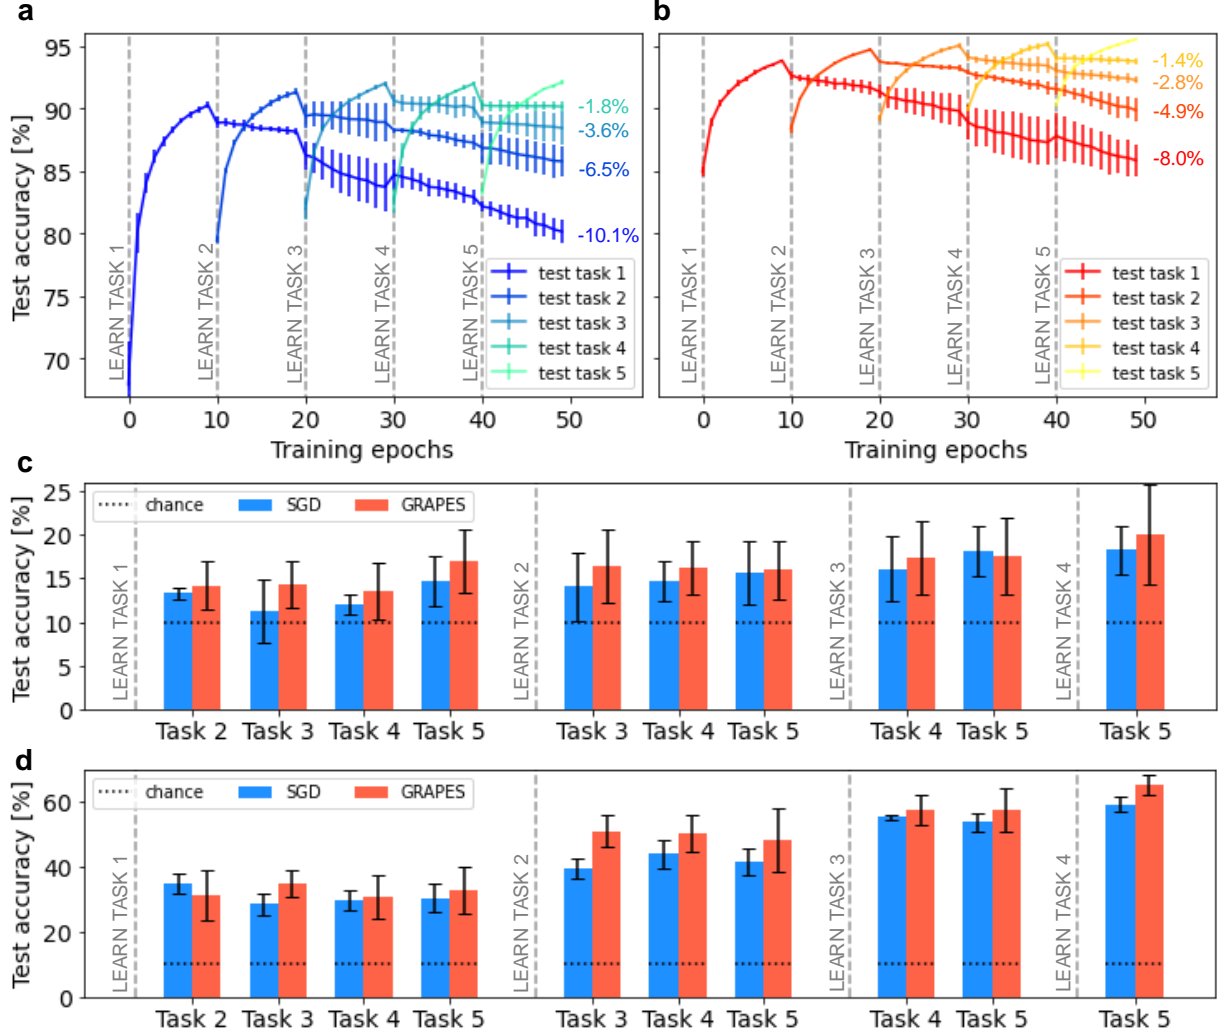 a
Test accuracy [%]
95
90
85
80
75
70
LEARN TASK 1
LEARN TASK 2
LEARN TASK 3
LEARN TASK 4
LEARN TASK 5
-1.8%
-3.6%
-6.5%
-10.1%
test task 1
test task 2
test task 3
test task 4
test task 5
0 10 20 30 40 50
Training epochs
b
LEARN TASK 1
LEARN TASK 2
LEARN TASK 3
LEARN TASK 4
LEARN TASK 5
-1.4%
-2.8%
-4.9%
-8.0%
test task 1
test task 2
test task 3
test task 4
test task 5
0 10 20 30 40 50
Training epochs
c
Test accuracy [%]
25
20
15
10
5
0
chance SGD GRAPES
LEARN TASK 1
LEARN TASK 2
LEARN TASK 3
LEARN TASK 4
Task 2 Task 3 Task 4 Task 5 Task 3 Task 4 Task 5 Task 4 Task 5 Task 5
d
Test accuracy [%]
60
40
20
0
chance SGD GRAPES
LEARN TASK 1
LEARN TASK 2
LEARN TASK 3
LEARN TASK 4
Task 2 Task 3 Task 4 Task 5 Task 3 Task 4 Task 5 Task 4 Task 5 Task 5